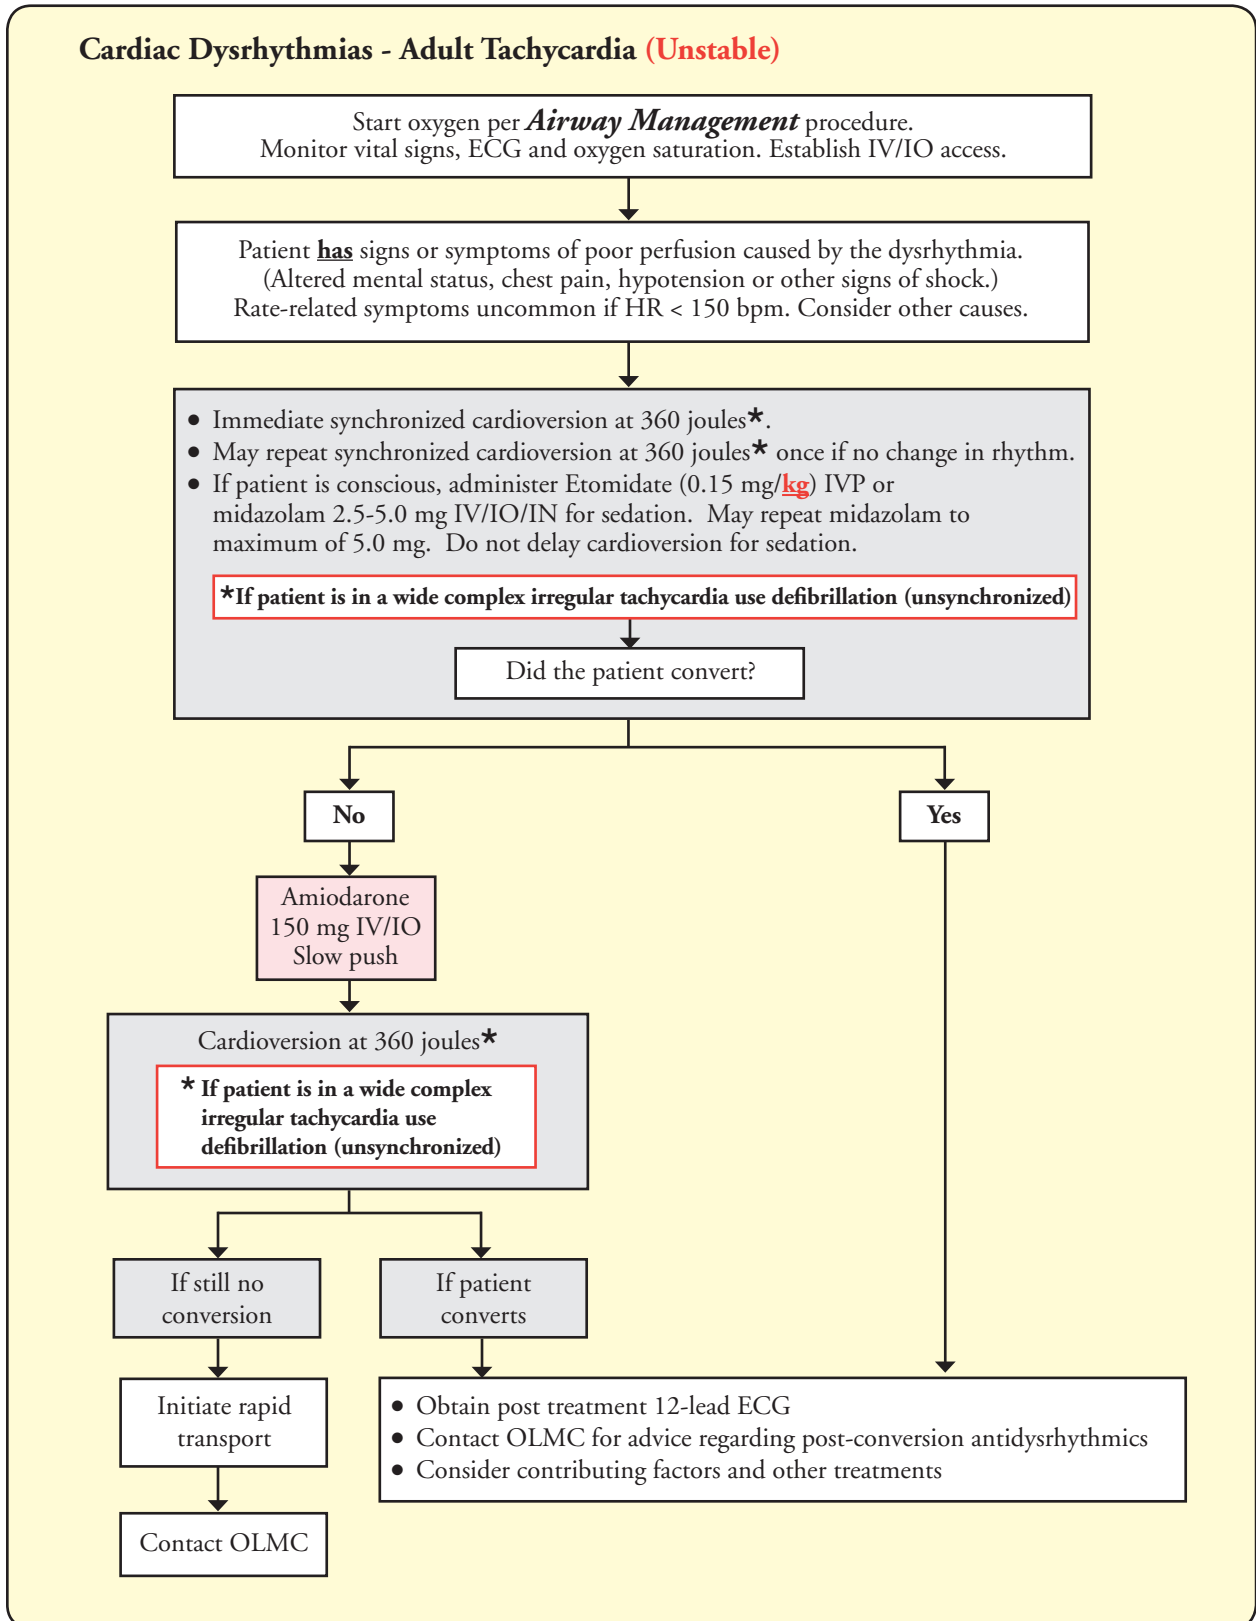 Cardiac Dysrhythmias - Adult Tachycardia (Unstable)
Start oxygen per Airway Management procedure.
Monitor vital signs, ECG and oxygen saturation. Establish IV/IO access.
Patient has signs or symptoms of poor perfusion caused by the dysrhythmia.
(Altered mental status, chest pain, hypotension or other signs of shock.)
Rate-related symptoms uncommon if HR < 150 bpm. Consider other causes.
• Immediate synchronized cardioversion at 360 joules*.
• May repeat synchronized cardioversion at 360 joules* once if no change in rhythm.
• If patient is conscious, administer Etomidate (0.15 mg/kg) IVP or
midazolam 2.5-5.0 mg IV/IO/IN for sedation. May repeat midazolam to
maximum of 5.0 mg. Do not delay cardioversion for sedation.
*If patient is in a wide complex irregular tachycardia use defibrillation (unsynchronized)
Did the patient convert?
No
Yes
Amiodarone
150 mg IV/IO
Slow push
Cardioversion at 360 joules*
* If patient is in a wide complex
irregular tachycardia use
defibrillation (unsynchronized)
If still no
conversion
If patient
converts
Initiate rapid
transport
• Obtain post treatment 12-lead ECG
• Contact OLMC for advice regarding post-conversion antidysrhythmics
• Consider contributing factors and other treatments
Contact OLMC